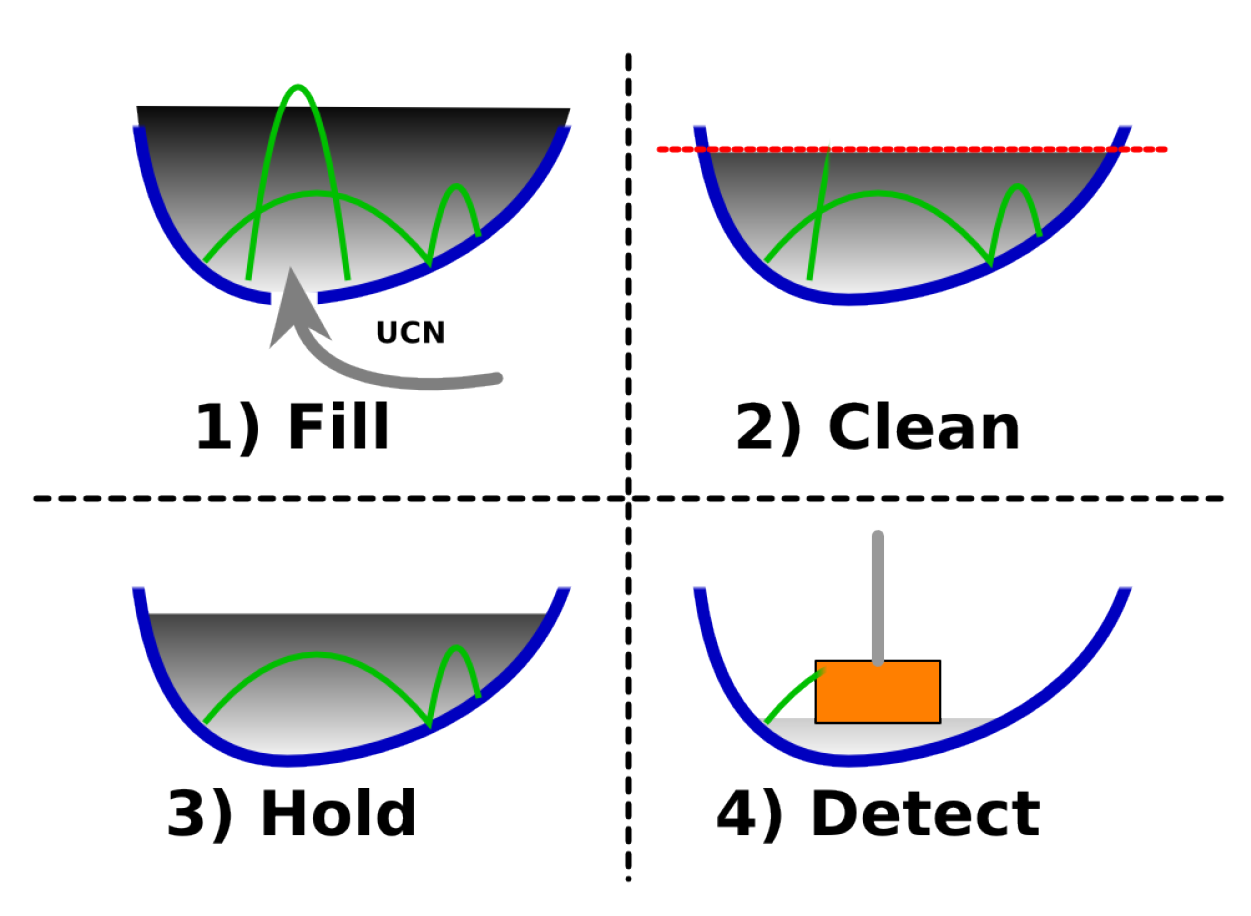 UCN
1) Fill
2) Clean
3) Hold
4) Detect